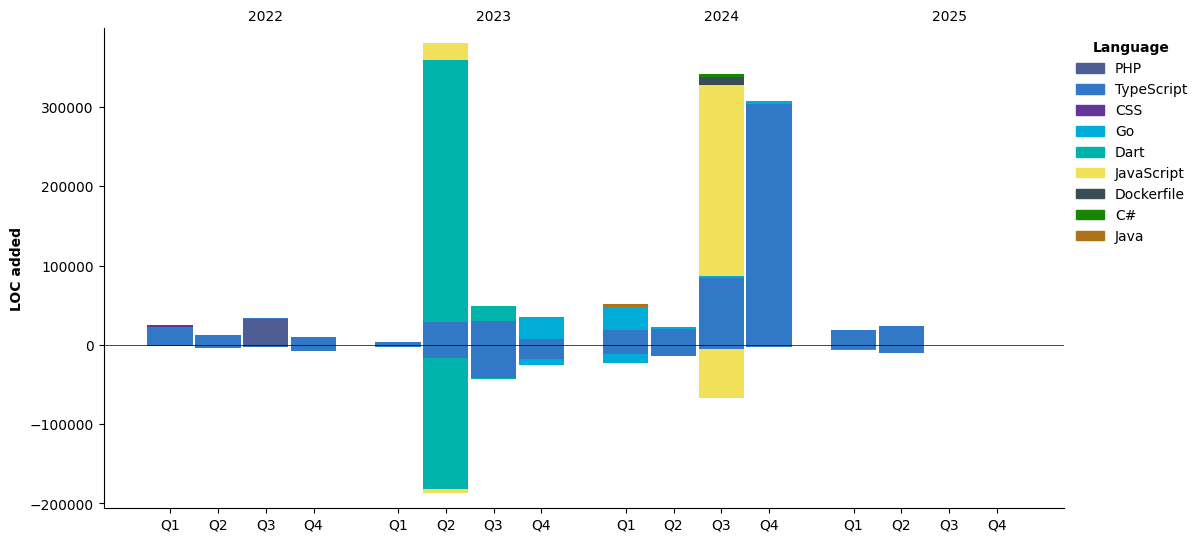 2022 2023 2024 2025
Language
PHP
TypeScript
CSS
Go
Dart
JavaScript
Dockerfile
C#
Java
LOC added
300000
200000
100000
0
−100000
−200000
Q1 Q2 Q3 Q4 Q1 Q2 Q3 Q4 Q1 Q2 Q3 Q4 Q1 Q2 Q3 Q4